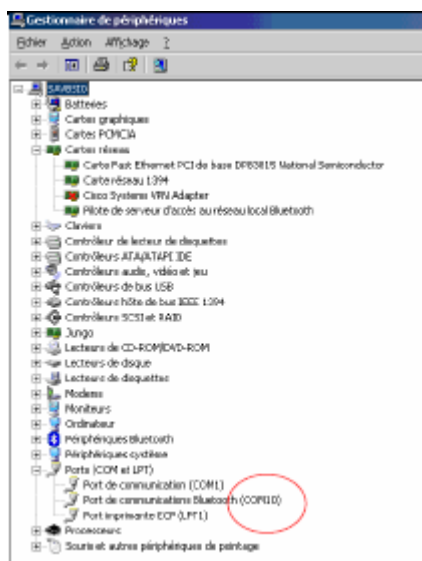 Gestionnaire de périphériques
Fichier Action Affichage ?
SAVBSIO
Batteries
Cartes graphiques
Cartes PCMCIA
Cartes réseau
Carte Fast Ethernet PCI de base DP83815 National Semiconductor
Carte réseau 1394
Cisco Systems VPN Adapter
Pilote de serveur d'accès au réseau local Bluetooth
Claviers
Contrôleur de lecteur de disquettes
Contrôleurs ATA/ATAPI IDE
Contrôleurs audio, vidéo et jeu
Contrôleurs de bus USB
Contrôleurs hôte de bus IEEE 1394
Contrôleurs SCSI et RAID
Jungo
Lecteurs de CD-ROM/DVD-ROM
Lecteurs de disque
Lecteurs de disquettes
Modems
Moniteurs
Ordinateur
Périphériques Bluetooth
Périphériques système
Ports (COM et LPT)
Port de communication (COM1)
Port de communications Bluetooth (COM10)
Port imprimante ECP (LPT1)
Processeurs
Souris et autres périphériques de pointage